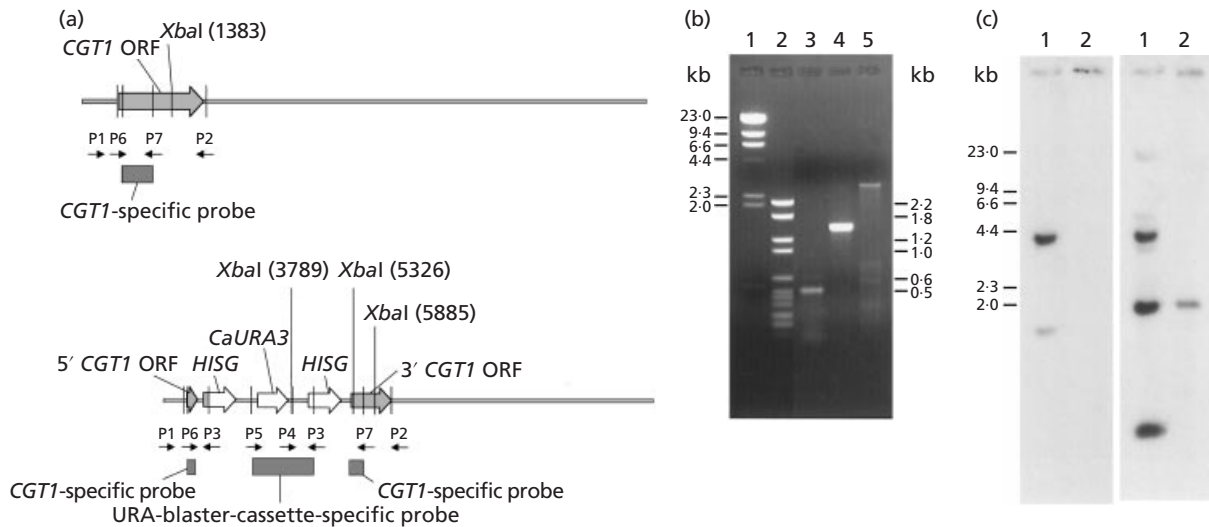 (a)
XbaI (1383)
CGT1 ORF
P1 P6 P7 P2
CGT1-specific probe
XbaI (3789) XbaI (5326)
XbaI (5885)
CaURA3
5′ CGT1 ORF HISG HISG 3′ CGT1 ORF
P1 P6 P3 P5 P4 P3 P7 P2
CGT1-specific probe CGT1-specific probe
URA-blaster-cassette-specific probe
(b)
1 2 3 4 5
kb kb
23·0
9·4
6·6
4·4
2·3
2·0
2·2
1·8
1·2
1·0
0·6
0·5
(c)
1 2 1 2
kb
23·0
9·4
6·6
4·4
2·3
2·0